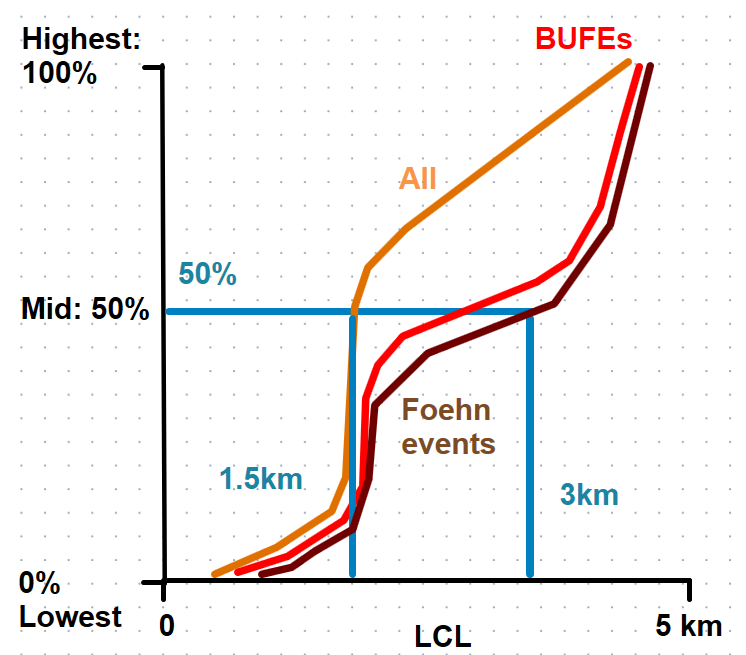 Highest:
100%
BUFEs
All
50%
Mid: 50%
Foehn
events
1.5km
3km
0%
Lowest
0
LCL
5 km